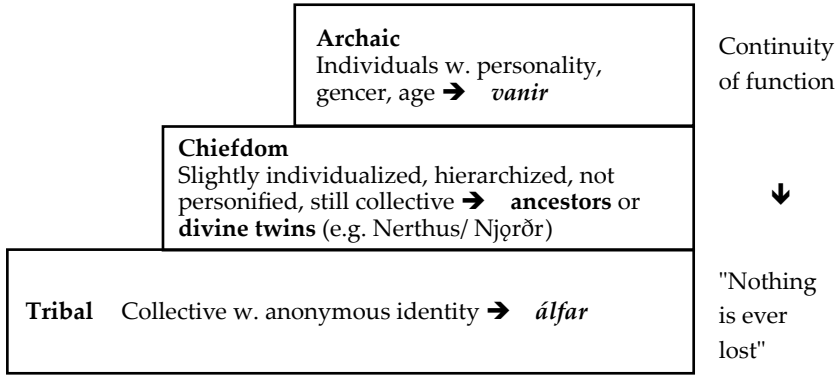 Archaic
Individuals w. personality,
gencer, age ➔ vanir
Continuity
of function
Chiefdom
Slightly individualized, hierarchized, not
personified, still collective ➔ ancestors or
divine twins (e.g. Nerthus/ Njǫrðr)
Tribal Collective w. anonymous identity ➔ álfar
"Nothing
is ever
lost"